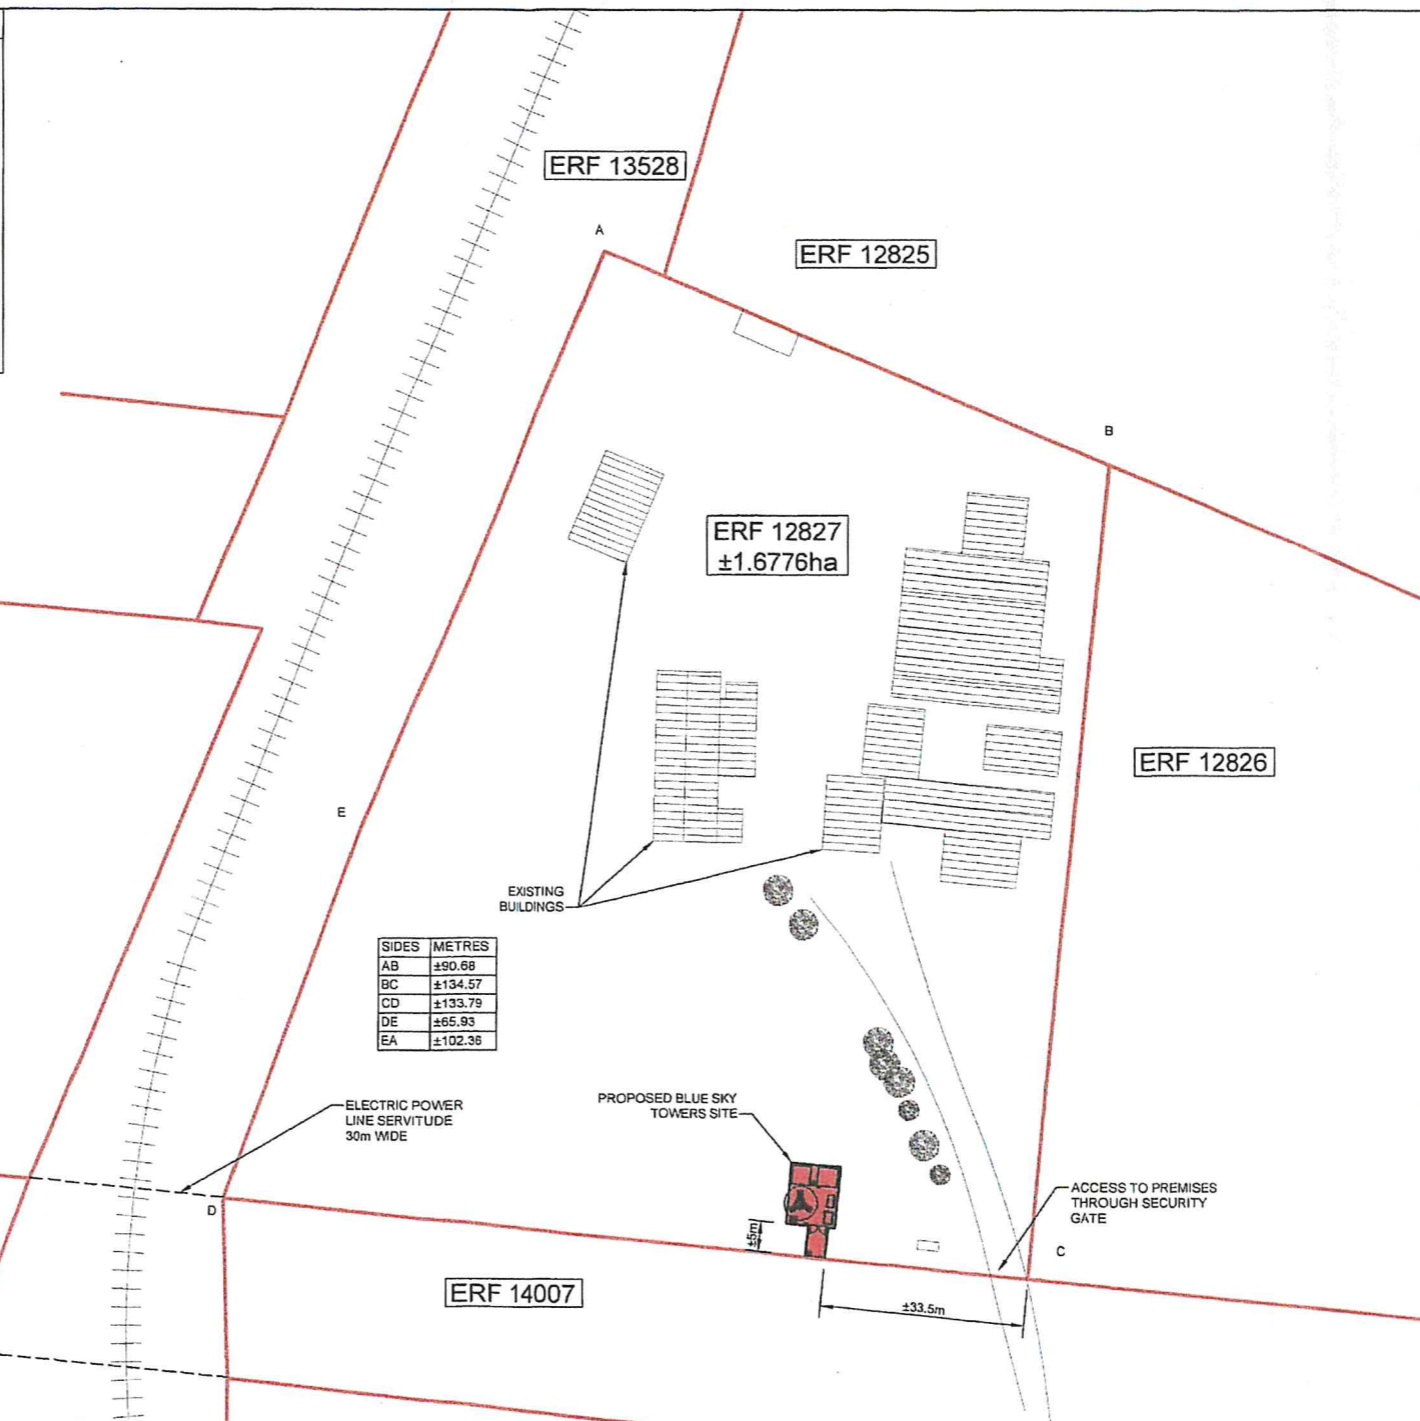 ERF 13528
A
ERF 12825
B
ERF 12827
±1.6776ha
ERF 12826
E
EXISTING
BUILDINGS
SIDES METRES
AB ±90.68
BC ±134.57
CD ±133.79
DE ±65.93
EA ±102.36
ELECTRIC POWER
LINE SERVITUDE
30m WIDE
PROPOSED BLUE SKY
TOWERS SITE
ACCESS TO PREMISES
THROUGH SECURITY
GATE
D
±5m
C
ERF 14007
±33.5m